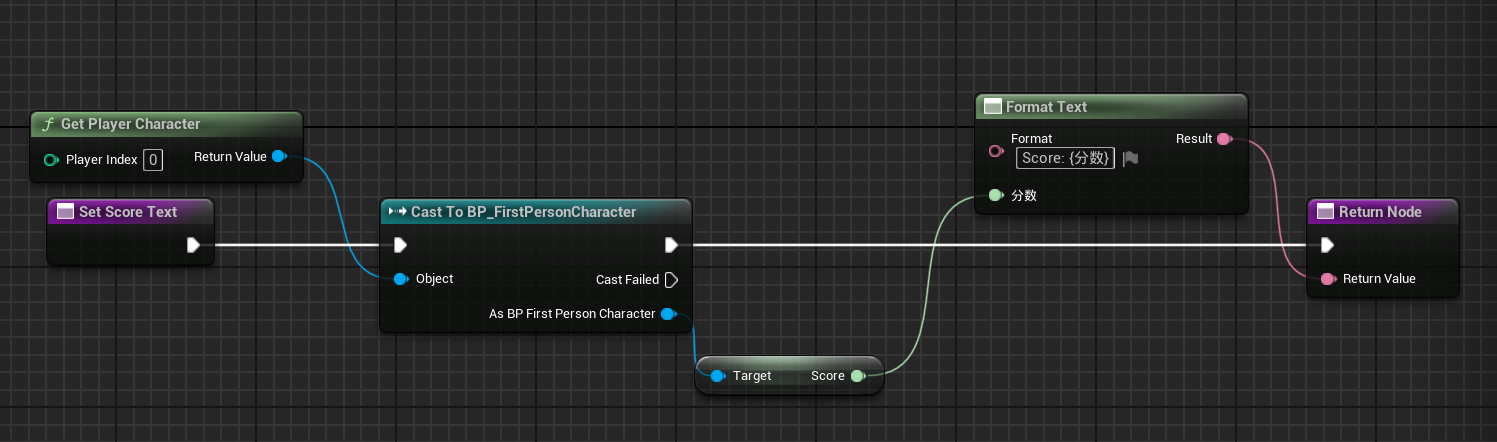 Get Player Character
Player Index 0
Return Value
Set Score Text
Cast To BP_FirstPersonCharacter
Object
Cast Failed
As BP First Person Character
Target
Score
Format Text
Format
Result
Score: {分数}
分数
Return Node
Return Value